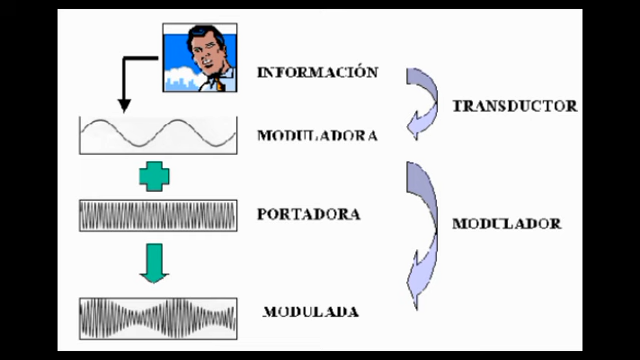 INFORMACIÓN
TRANSDUCTOR
MODULADORA
PORTADORA
MODULADOR
MODULADA